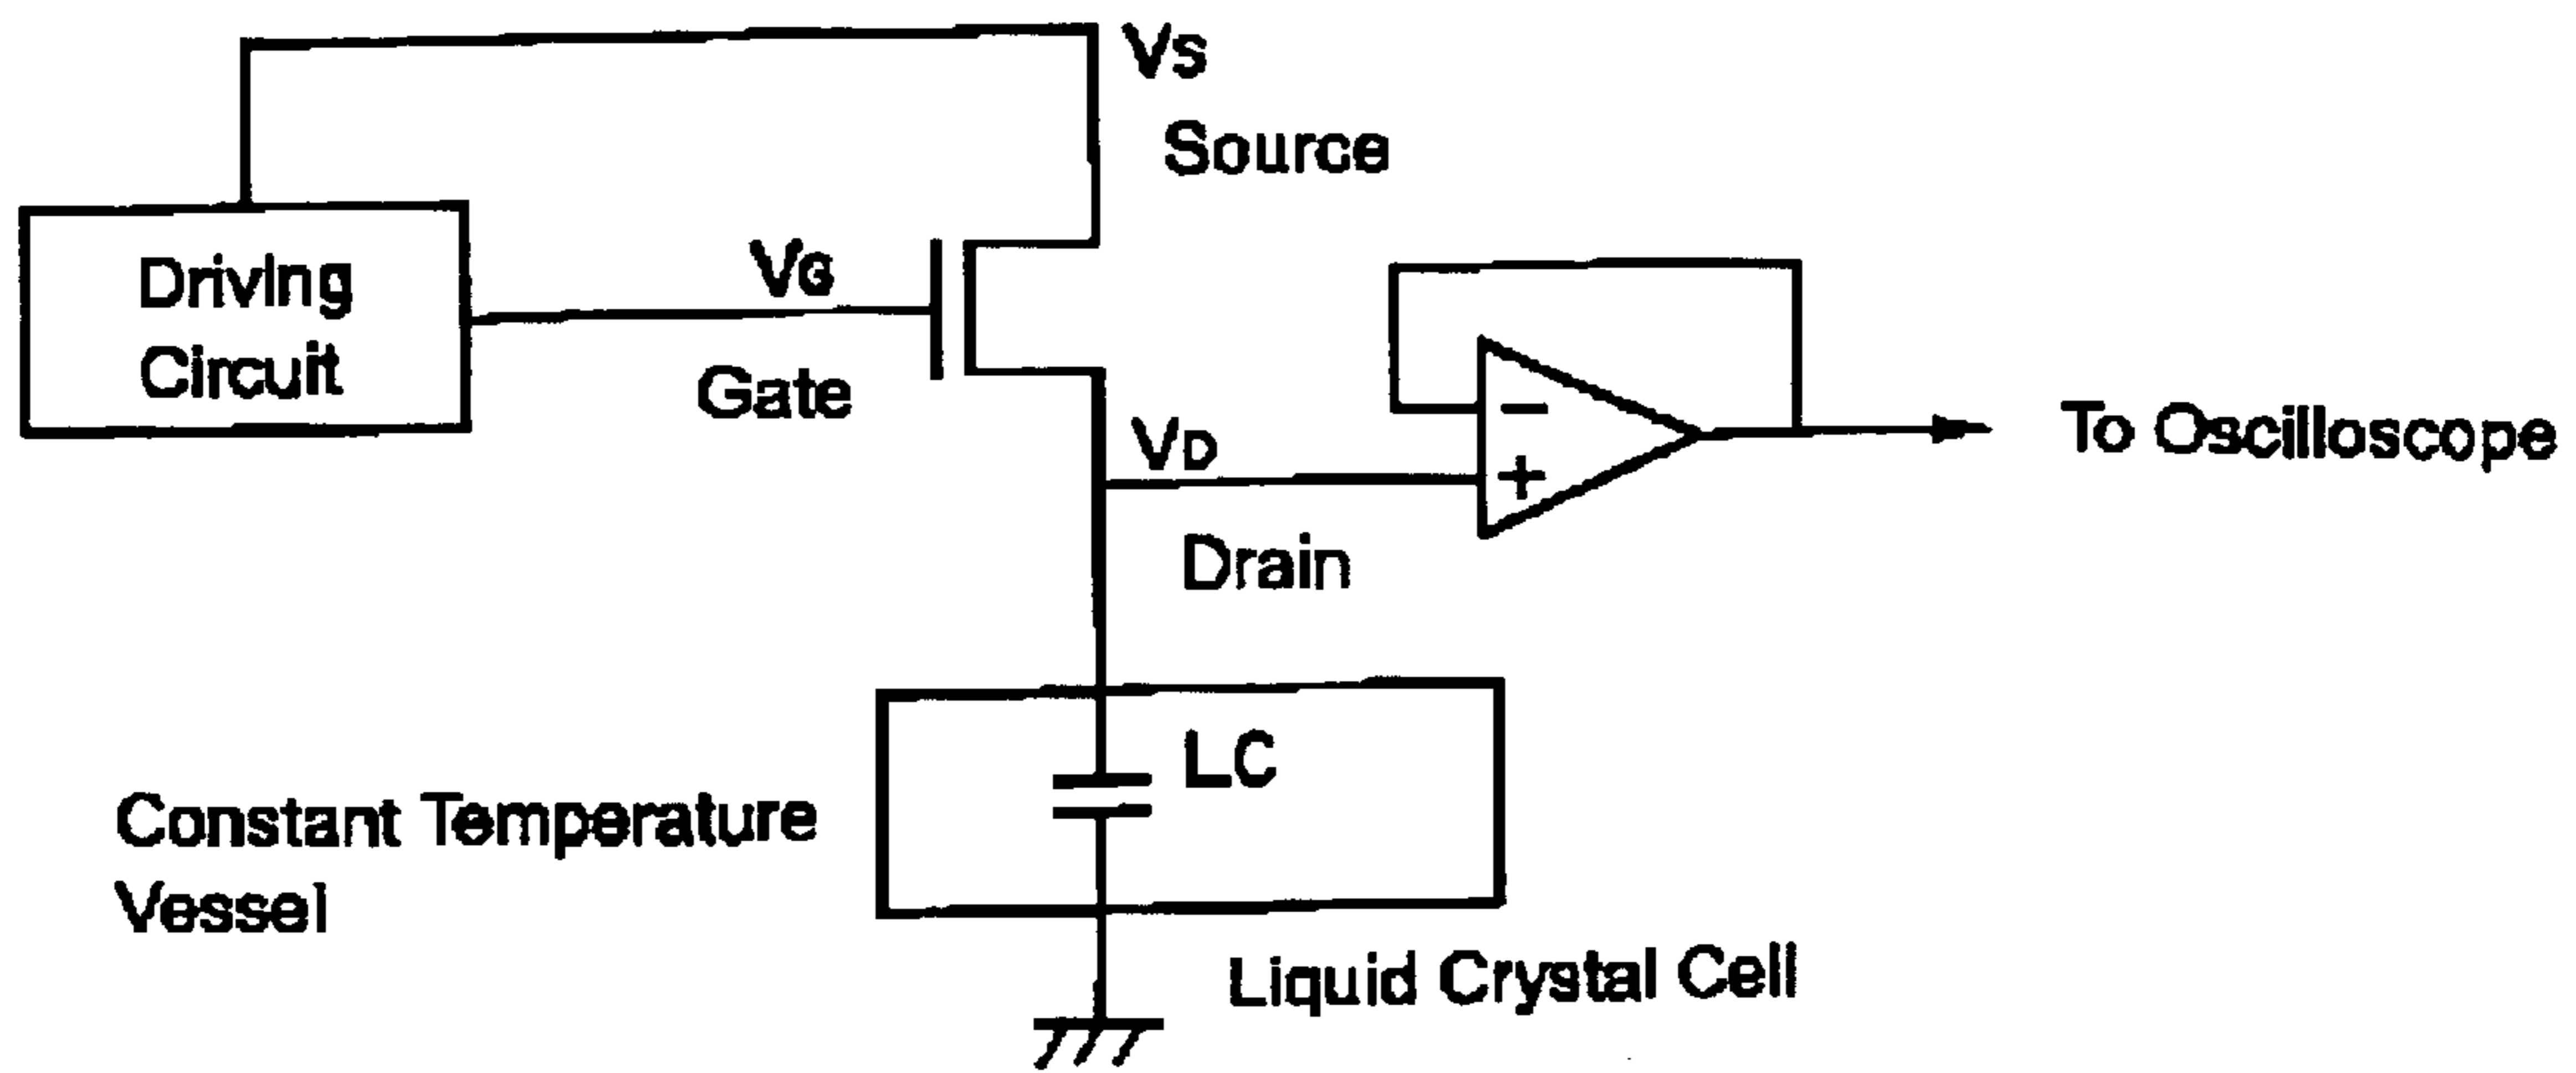 Vs
Source
Driving
Circuit
VG
Gate
−
+
VD
Drain
To Oscilloscope
LC
Constant Temperature
Vessel
Liquid Crystal Cell